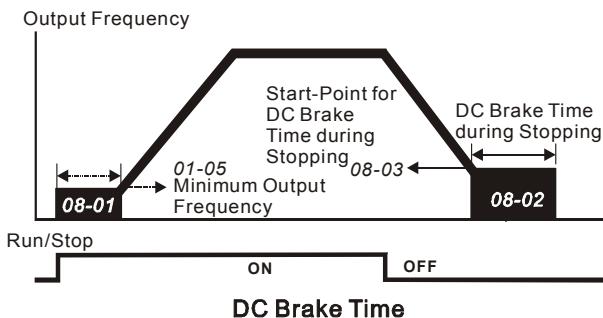 Output Frequency
Start-Point for
DC Brake
Time during
Stopping
DC Brake Time
during Stopping
01-05
08-03
Minimum Output
Frequency
08-01
08-02
Run/Stop
ON
OFF
DC Brake Time